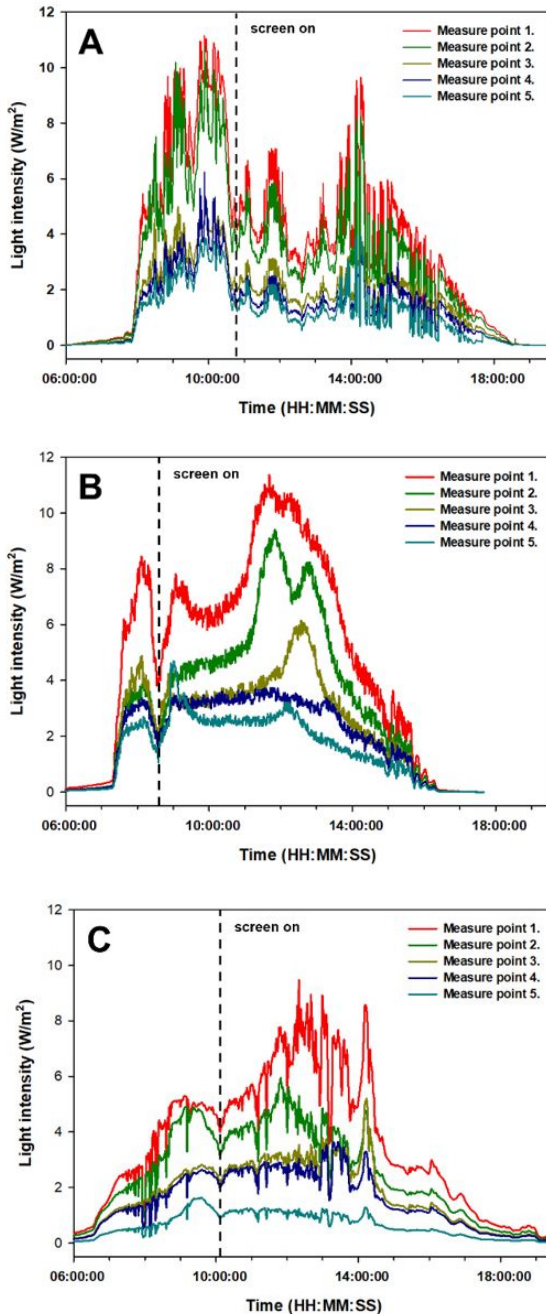 A
screen on
Measure point 1.
Measure point 2.
Measure point 3.
Measure point 4.
Measure point 5.
Light intensity (W/m²)
12
10
8
6
4
2
0
06:00:00 10:00:00 14:00:00 18:00:00
Time (HH:MM:SS)
B
screen on
Measure point 1.
Measure point 2.
Measure point 3.
Measure point 4.
Measure point 5.
Light intensity (W/m²)
12
10
8
6
4
2
0
06:00:00 10:00:00 14:00:00 18:00:00
Time (HH:MM:SS)
C
screen on
Measure point 1.
Measure point 2.
Measure point 3.
Measure point 4.
Measure point 5.
Light intensity (W/m²)
12
10
8
6
4
2
0
06:00:00 10:00:00 14:00:00 18:00:00
Time (HH:MM:SS)